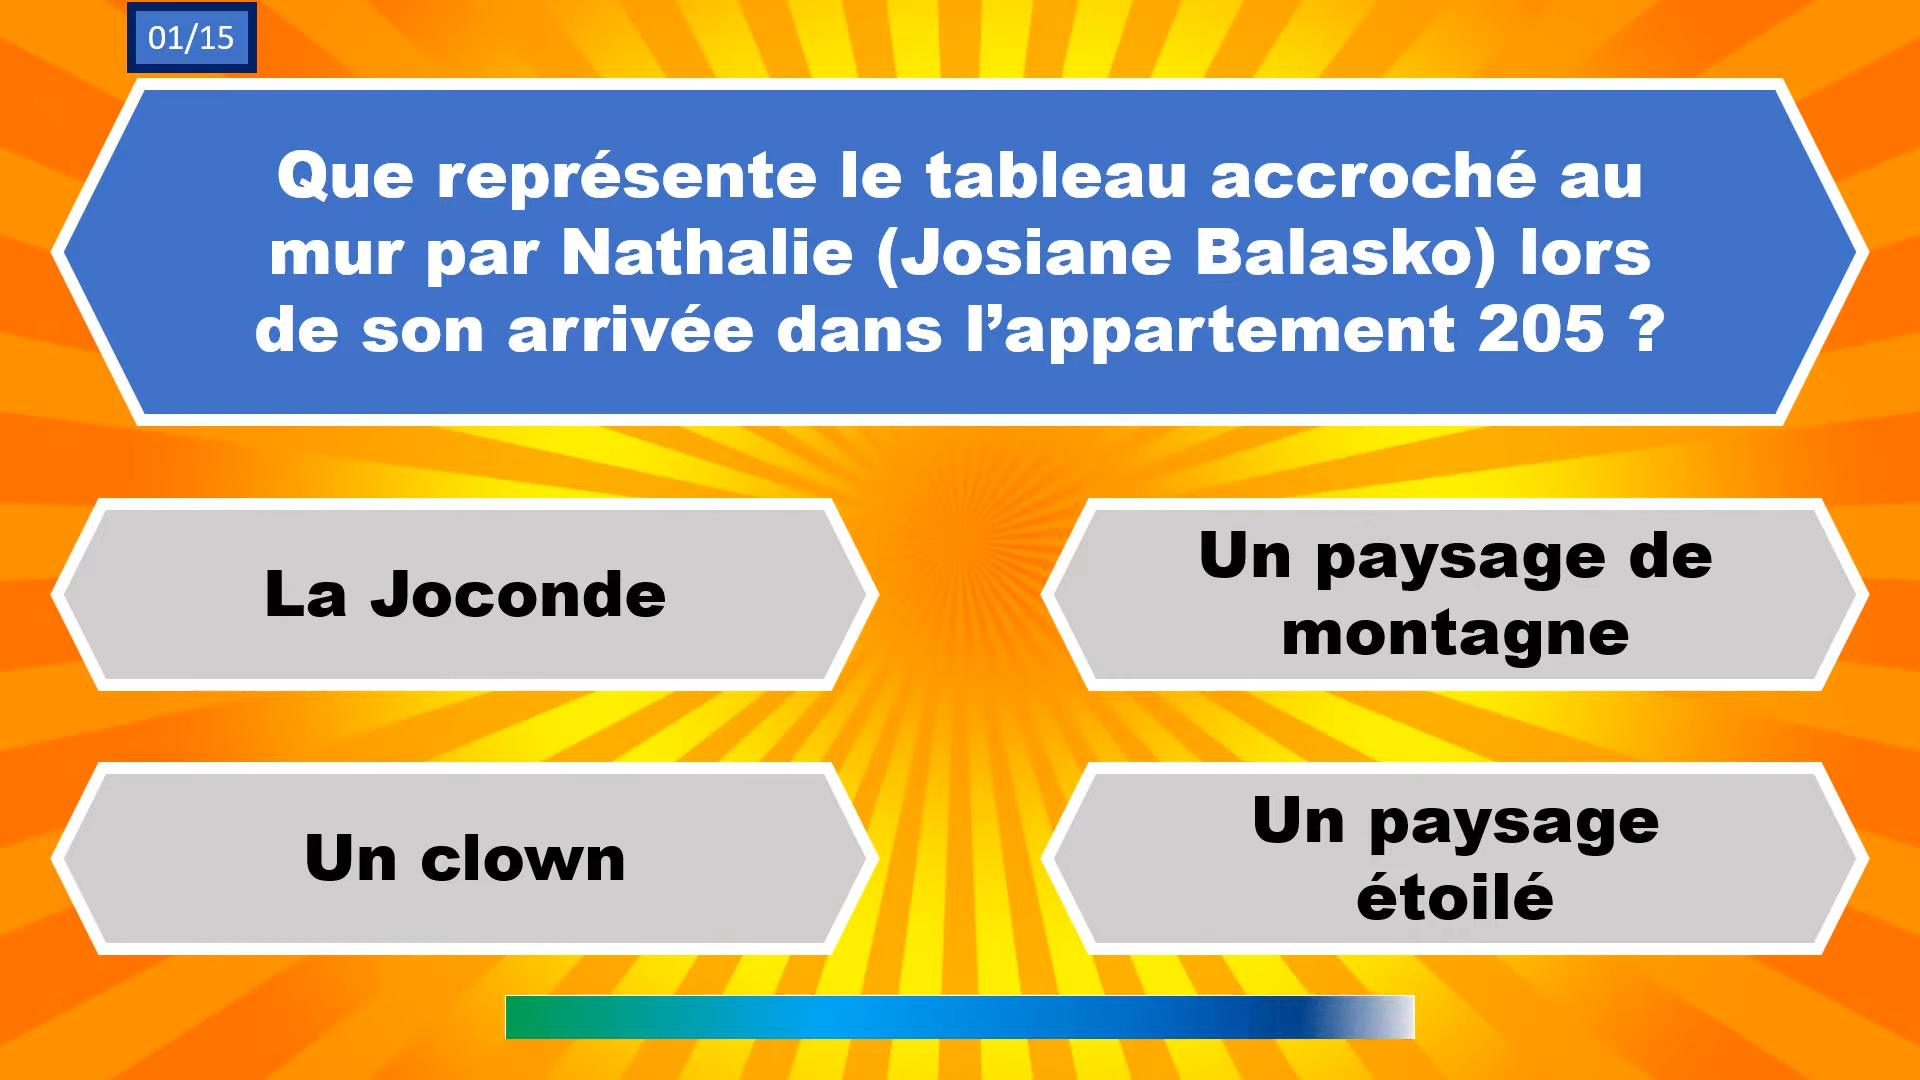 01/15
Que représente le tableau accroché au
mur par Nathalie (Josiane Balasko) lors
de son arrivée dans l’appartement 205 ?
La Joconde
Un paysage de
montagne
Un clown
Un paysage
étoilé